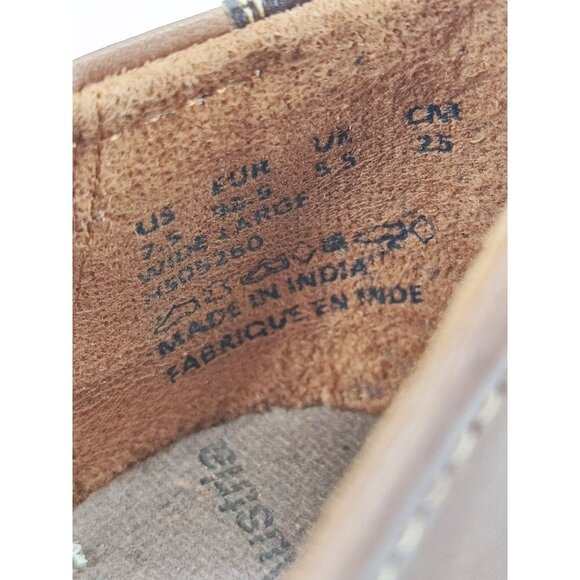 US EUR UK CM
7.5 38.5 5.5 25
WIDE LARGE
H505260
MADE IN INDIA
FABRIQUE EN INDE